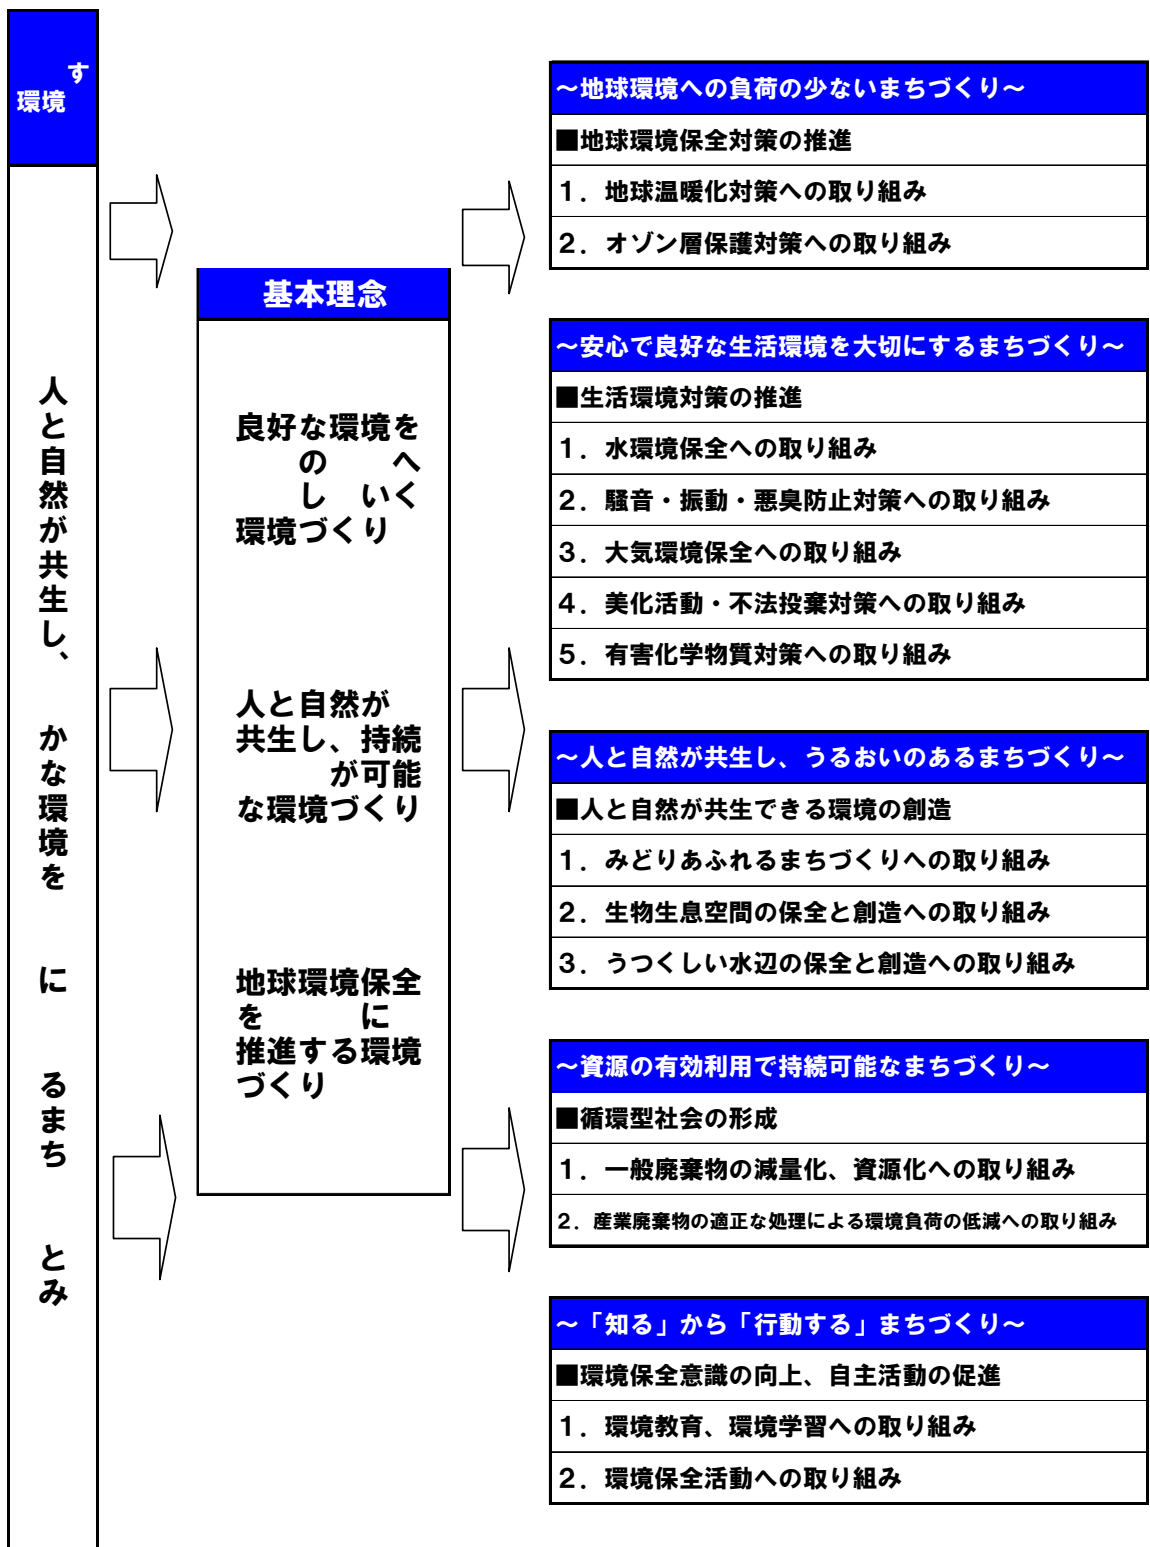 す
環境
人と自然が共生し、　かな環境を　に　るまち　とみ
基本理念
良好な環境を
の　へ
し　いく
環境づくり
人と自然が
共生し、持続
が可能
な環境づくり
地球環境保全
を　に
推進する環境
づくり
～地球環境への負荷の少ないまちづくり～
■地球環境保全対策の推進
１．地球温暖化対策への取り組み
２．オゾン層保護対策への取り組み
～安心で良好な生活環境を大切にするまちづくり～
■生活環境対策の推進
１．水環境保全への取り組み
２．騒音・振動・悪臭防止対策への取り組み
３．大気環境保全への取り組み
４．美化活動・不法投棄対策への取り組み
５．有害化学物質対策への取り組み
～人と自然が共生し、うるおいのあるまちづくり～
■人と自然が共生できる環境の創造
１．みどりあふれるまちづくりへの取り組み
２．生物生息空間の保全と創造への取り組み
３．うつくしい水辺の保全と創造への取り組み
～資源の有効利用で持続可能なまちづくり～
■循環型社会の形成
１．一般廃棄物の減量化、資源化への取り組み
２．産業廃棄物の適正な処理による環境負荷の低減への取り組み
～「知る」から「行動する」まちづくり～
■環境保全意識の向上、自主活動の促進
１．環境教育、環境学習への取り組み
２．環境保全活動への取り組み